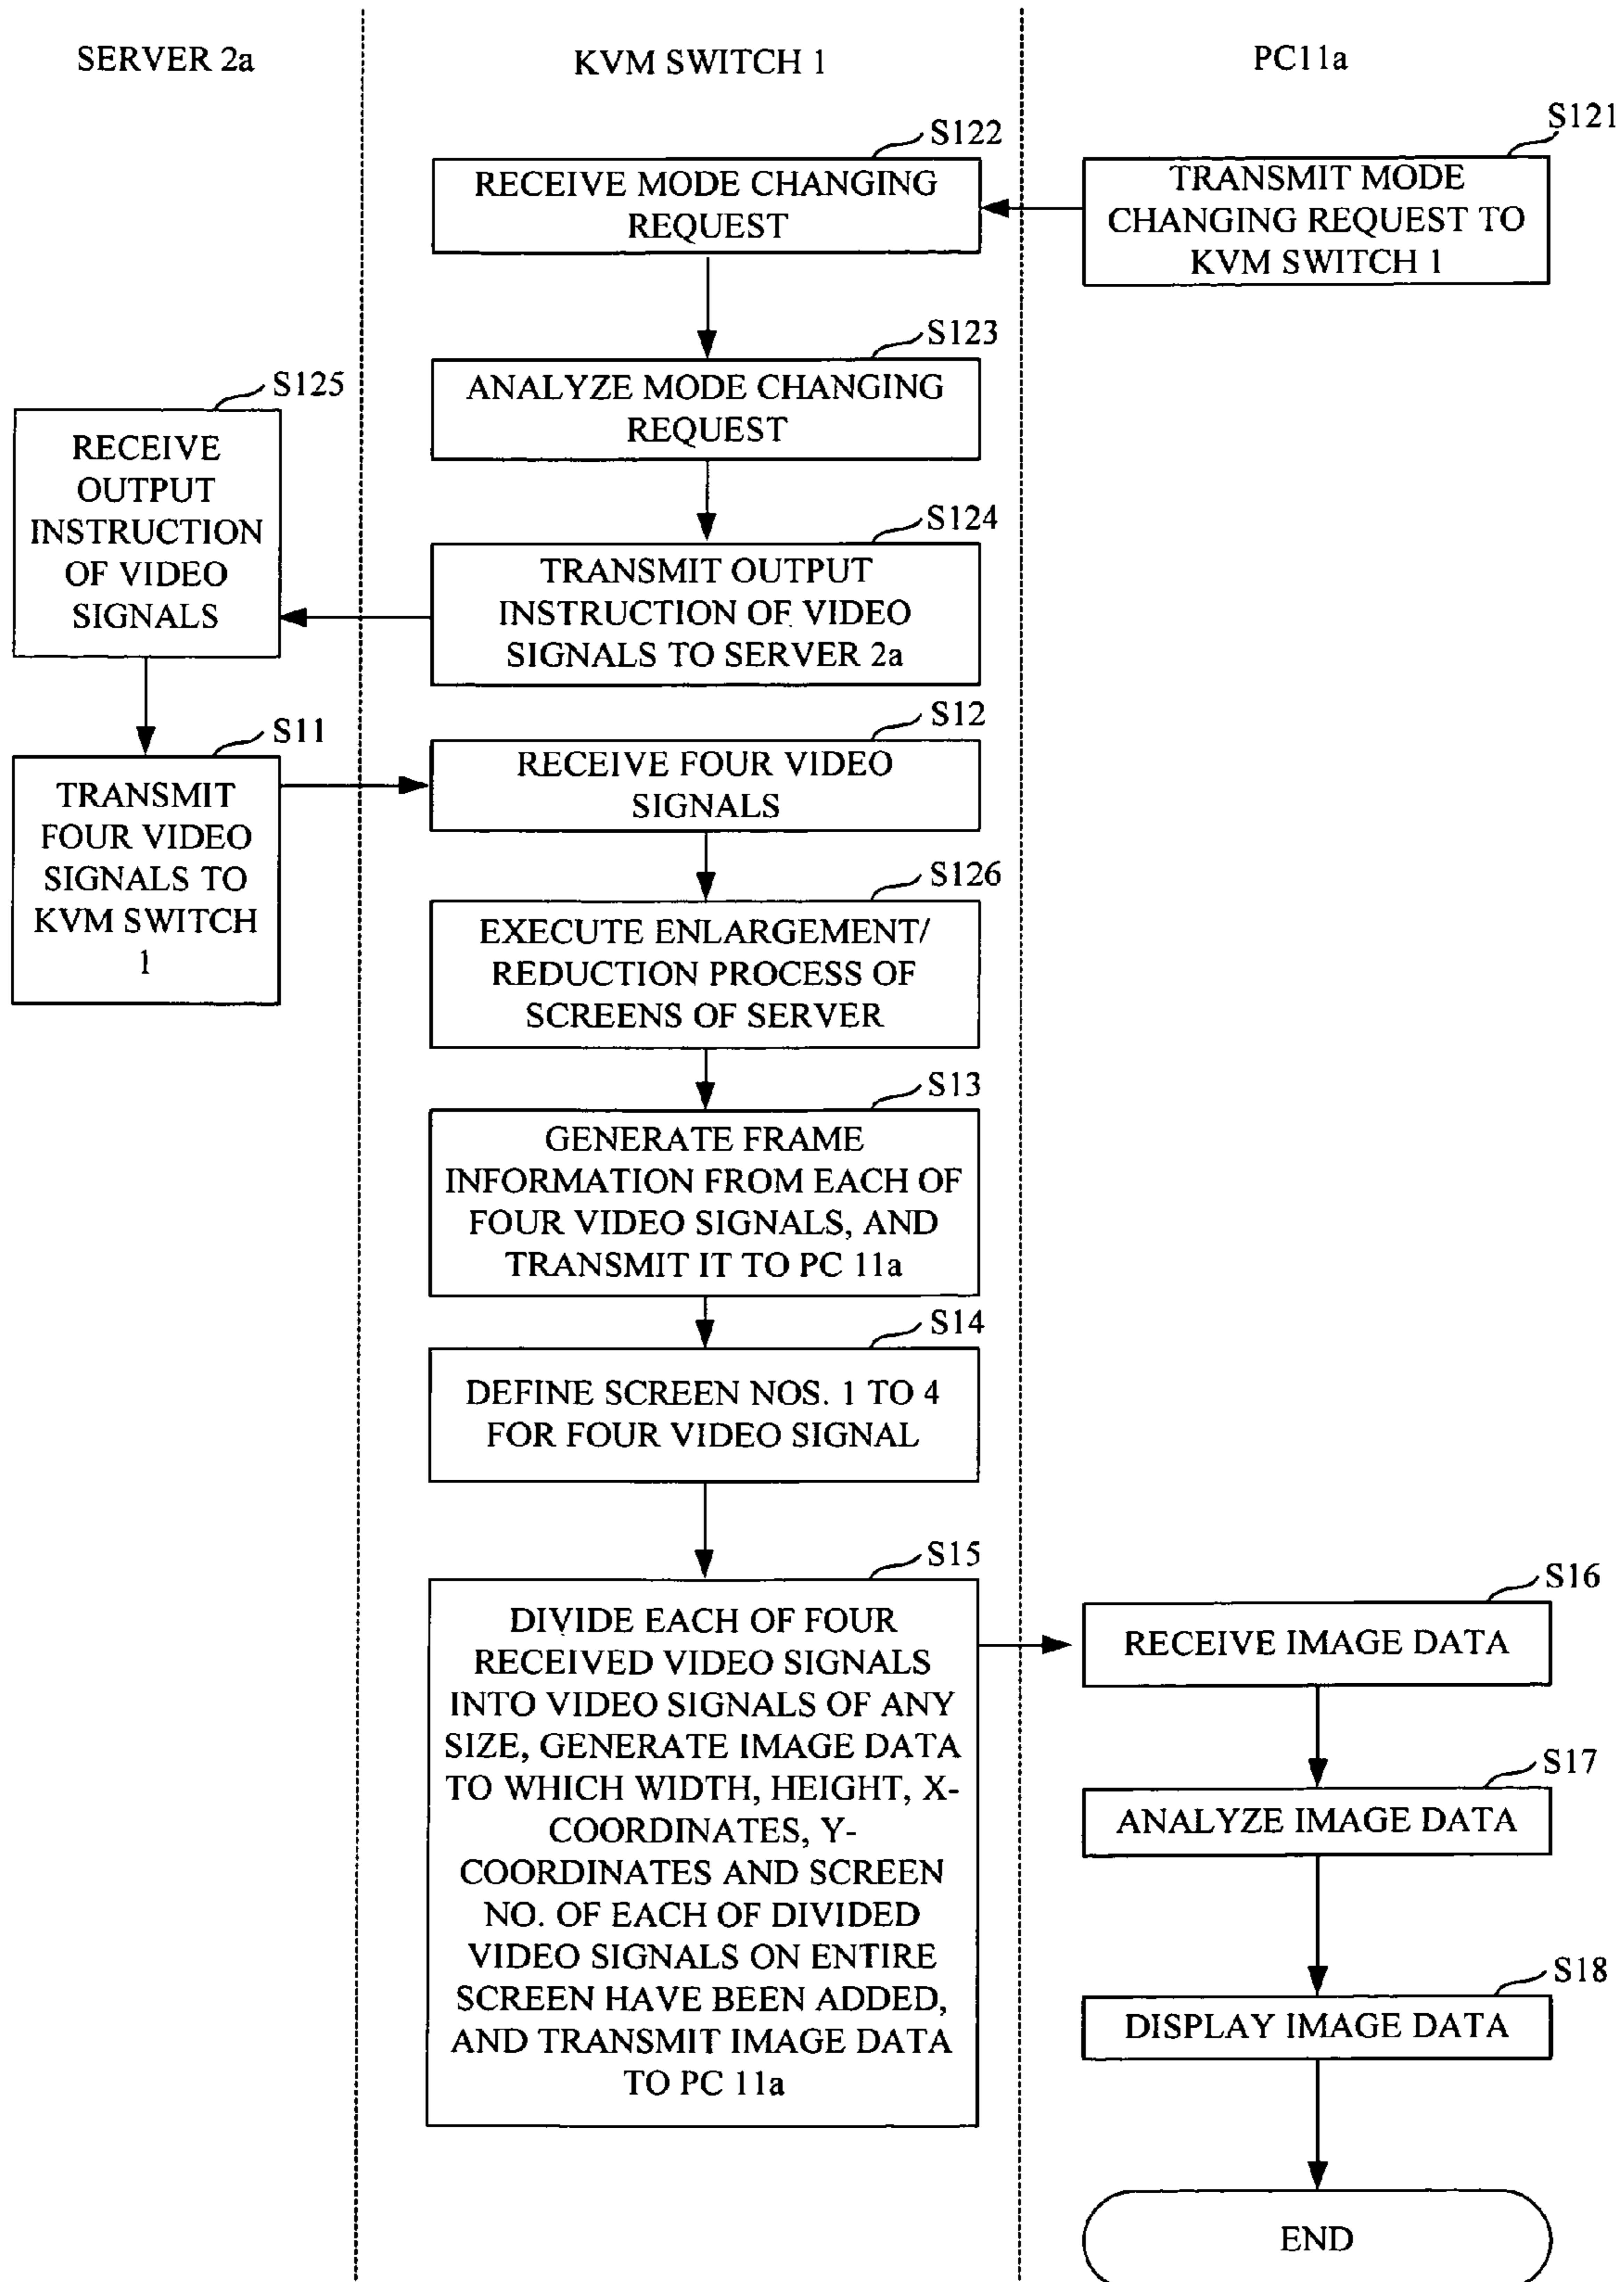 SERVER 2a
KVM SWITCH 1
PC11a
S121
TRANSMIT MODE
CHANGING REQUEST TO
KVM SWITCH 1
S122
RECEIVE MODE CHANGING
REQUEST
S123
ANALYZE MODE CHANGING
REQUEST
S124
TRANSMIT OUTPUT
INSTRUCTION OF VIDEO
SIGNALS TO SERVER 2a
S125
RECEIVE
OUTPUT
INSTRUCTION
OF VIDEO
SIGNALS
S11
TRANSMIT
FOUR VIDEO
SIGNALS TO
KVM SWITCH
1
S12
RECEIVE FOUR VIDEO
SIGNALS
S126
EXECUTE ENLARGEMENT/
REDUCTION PROCESS OF
SCREENS OF SERVER
S13
GENERATE FRAME
INFORMATION FROM EACH OF
FOUR VIDEO SIGNALS, AND
TRANSMIT IT TO PC 11a
S14
DEFINE SCREEN NOS. 1 TO 4
FOR FOUR VIDEO SIGNAL
S15
DIVIDE EACH OF FOUR
RECEIVED VIDEO SIGNALS
INTO VIDEO SIGNALS OF ANY
SIZE, GENERATE IMAGE DATA
TO WHICH WIDTH, HEIGHT, X-
COORDINATES, Y-
COORDINATES AND SCREEN
NO. OF EACH OF DIVIDED
VIDEO SIGNALS ON ENTIRE
SCREEN HAVE BEEN ADDED,
AND TRANSMIT IMAGE DATA
TO PC 11a
S16
RECEIVE IMAGE DATA
S17
ANALYZE IMAGE DATA
S18
DISPLAY IMAGE DATA
END